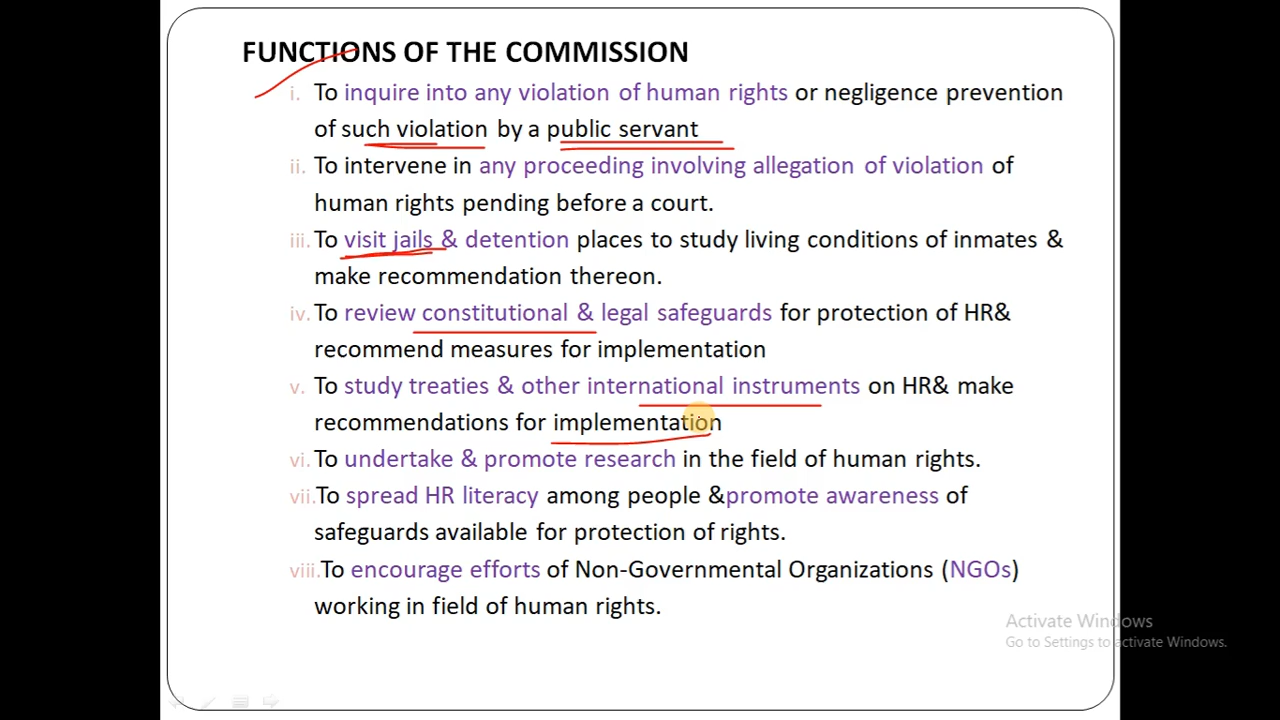 FUNCTIONS OF THE COMMISSION
i. To inquire into any violation of human rights or negligence prevention
of such violation by a public servant
ii. To intervene in any proceeding involving allegation of violation of
human rights pending before a court.
iii. To visit jails & detention places to study living conditions of inmates &
make recommendation thereon.
iv. To review constitutional & legal safeguards for protection of HR&
recommend measures for implementation
v. To study treaties & other international instruments on HR& make
recommendations for implementation
vi. To undertake & promote research in the field of human rights.
vii.To spread HR literacy among people &promote awareness of
safeguards available for protection of rights.
viii.To encourage efforts of Non-Governmental Organizations (NGOs)
working in field of human rights.
Activate Windows
Go to Settings to activate Windows.